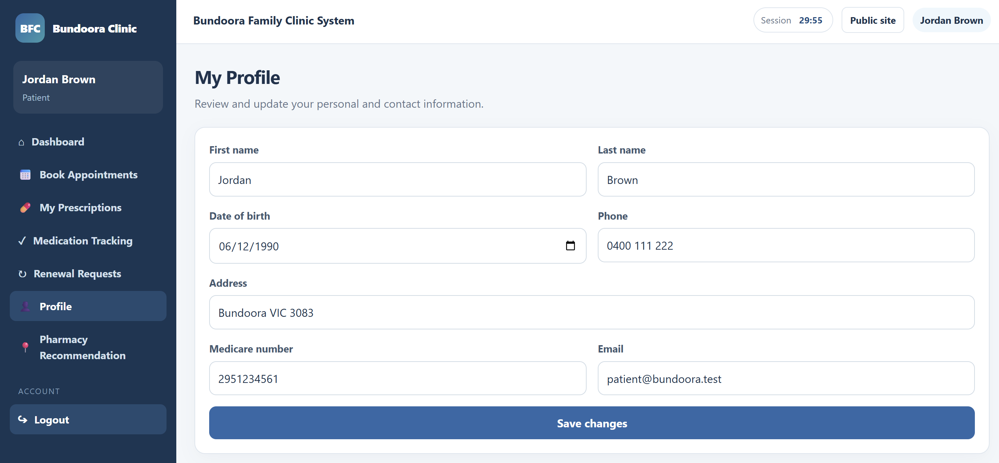 BFC
Bundoora Clinic
Jordan Brown
Patient
Dashboard
Book Appointments
My Prescriptions
Medication Tracking
Renewal Requests
Profile
Pharmacy
Recommendation
ACCOUNT
Logout
Bundoora Family Clinic System
Session 29:55
Public site
Jordan Brown
My Profile
Review and update your personal and contact information.
First name
Jordan
Last name
Brown
Date of birth
06/12/1990
Phone
0400 111 222
Address
Bundoora VIC 3083
Medicare number
2951234561
Email
patient@bundoora.test
Save changes